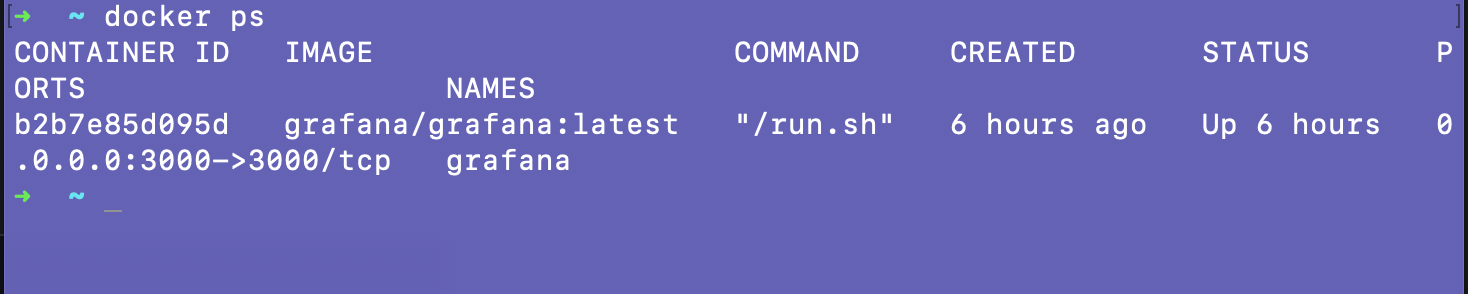 [➜  ~ docker ps ]
CONTAINER ID   IMAGE                    COMMAND     CREATED       STATUS       P
ORTS                    NAMES
b2b7e85d095d   grafana/grafana:latest   "/run.sh"   6 hours ago   Up 6 hours   0
.0.0.0:3000->3000/tcp   grafana
➜  ~ _